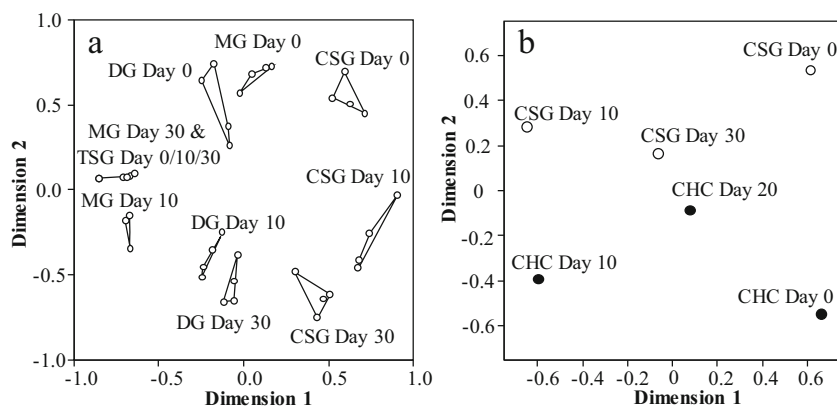 a
1.0
0.5
0.0
-0.5
-1.0
Dimension 2
MG Day 0
DG Day 0
CSG Day 0
MG Day 30 &
TSG Day 0/10/30
MG Day 10
CSG Day 10
DG Day 10
DG Day 30
CSG Day 30
-1.0 -0.5 0.0 0.5 1.0
Dimension 1
b
0.6
0.4
0.2
0
-0.2
-0.4
-0.6
Dimension 2
CSG Day 0
CSG Day 10
CSG Day 30
CHC Day 20
CHC Day 10
CHC Day 0
-0.6 -0.4 -0.2 0 0.2 0.4 0.6
Dimension 1